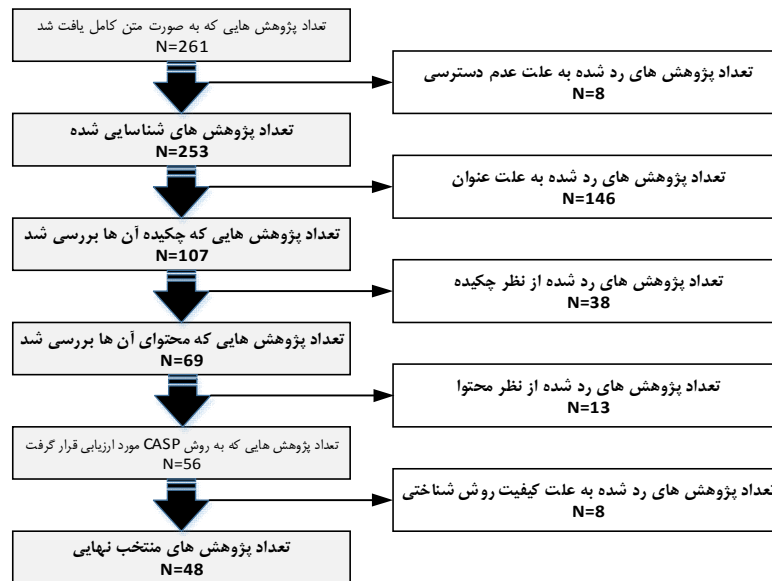 تعداد پژوهش هایی که به صورت متن کامل یافت شد
N=261
تعداد پژوهش های رد شده به علت عدم دسترسی
N=8
تعداد پژوهش های شناسایی شده
N=253
تعداد پژوهش های رد شده به علت عنوان
N=146
تعداد پژوهش هایی که چکیده آن ها بررسی شد
N=107
تعداد پژوهش های رد شده از نظر چکیده
N=38
تعداد پژوهش هایی که محتوای آن ها بررسی شد
N=69
تعداد پژوهش های رد شده از نظر محتوا
N=13
تعداد پژوهش هایی که به روش CASP مورد ارزیابی قرار گرفت
N=56
تعداد پژوهش های رد شده به علت کیفیت روش شناختی
N=8
تعداد پژوهش های منتخب نهایی
N=48